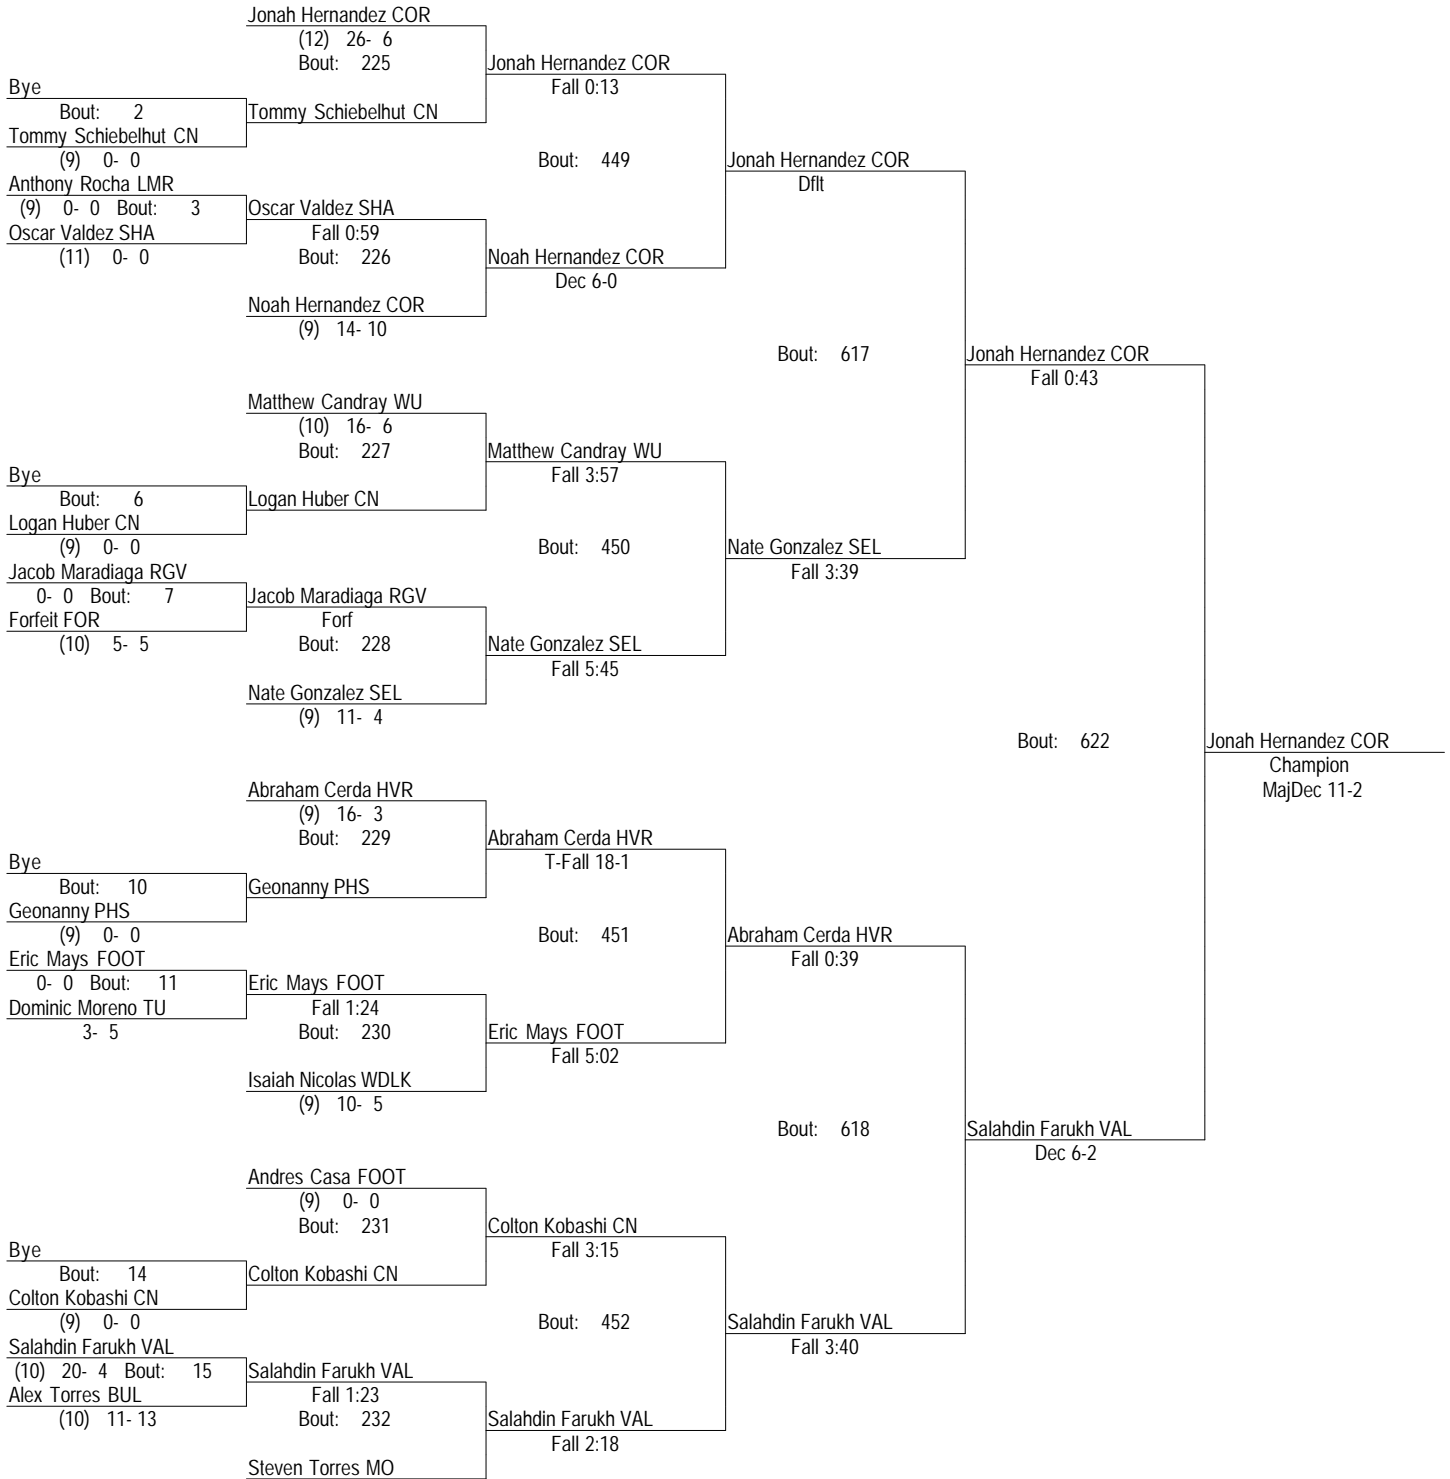 Jonah Hernandez COR
(12) 26- 6
Bout: 225
Jonah Hernandez COR
Fall 0:13
Bye
Bout: 2
Tommy Schiebelhut CN
Tommy Schiebelhut CN
(9) 0- 0
Bout: 449
Jonah Hernandez COR
Dflt
Anthony Rocha LMR
(9) 0- 0 Bout: 3
Oscar Valdez SHA
Oscar Valdez SHA
Fall 0:59
(11) 0- 0
Bout: 226
Noah Hernandez COR
Dec 6-0
Noah Hernandez COR
(9) 14- 10
Bout: 617
Jonah Hernandez COR
Fall 0:43
Matthew Candray WU
(10) 16- 6
Bout: 227
Matthew Candray WU
Fall 3:57
Bye
Bout: 6
Logan Huber CN
Logan Huber CN
(9) 0- 0
Bout: 450
Nate Gonzalez SEL
Fall 3:39
Jacob Maradiaga RGV
0- 0 Bout: 7
Jacob Maradiaga RGV
Forfeit FOR
Forf
(10) 5- 5
Bout: 228
Nate Gonzalez SEL
Fall 5:45
Nate Gonzalez SEL
(9) 11- 4
Bout: 622
Jonah Hernandez COR
Champion
MajDec 11-2
Abraham Cerda HVR
(9) 16- 3
Bout: 229
Abraham Cerda HVR
T-Fall 18-1
Bye
Bout: 10
Geonanny PHS
Geonanny PHS
(9) 0- 0
Bout: 451
Abraham Cerda HVR
Fall 0:39
Eric Mays FOOT
0- 0 Bout: 11
Eric Mays FOOT
Dominic Moreno TU
Fall 1:24
3- 5
Bout: 230
Eric Mays FOOT
Fall 5:02
Isaiah Nicolas WDLK
(9) 10- 5
Bout: 618
Salahdin Farukh VAL
Dec 6-2
Andres Casa FOOT
(9) 0- 0
Bout: 231
Colton Kobashi CN
Fall 3:15
Bye
Bout: 14
Colton Kobashi CN
Colton Kobashi CN
(9) 0- 0
Bout: 452
Salahdin Farukh VAL
Fall 3:40
Salahdin Farukh VAL
(10) 20- 4 Bout: 15
Salahdin Farukh VAL
Alex Torres BUL
Fall 1:23
(10) 11- 13
Bout: 232
Salahdin Farukh VAL
Fall 2:18
Steven Torres MO